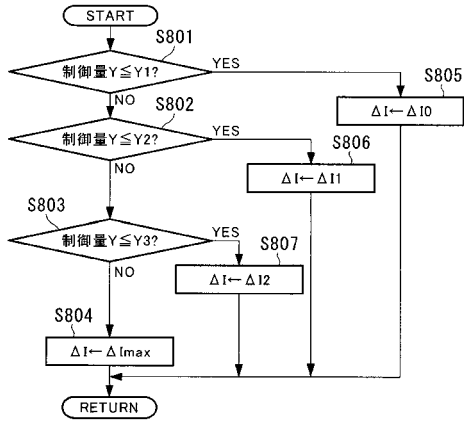 START
S801
制御量Y≦Y1?
YES
NO
S805
ΔI←ΔI0
S802
制御量Y≦Y2?
YES
NO
S806
ΔI←ΔI1
S803
制御量Y≦Y3?
YES
NO
S807
ΔI←ΔI2
S804
ΔI←ΔImax
RETURN